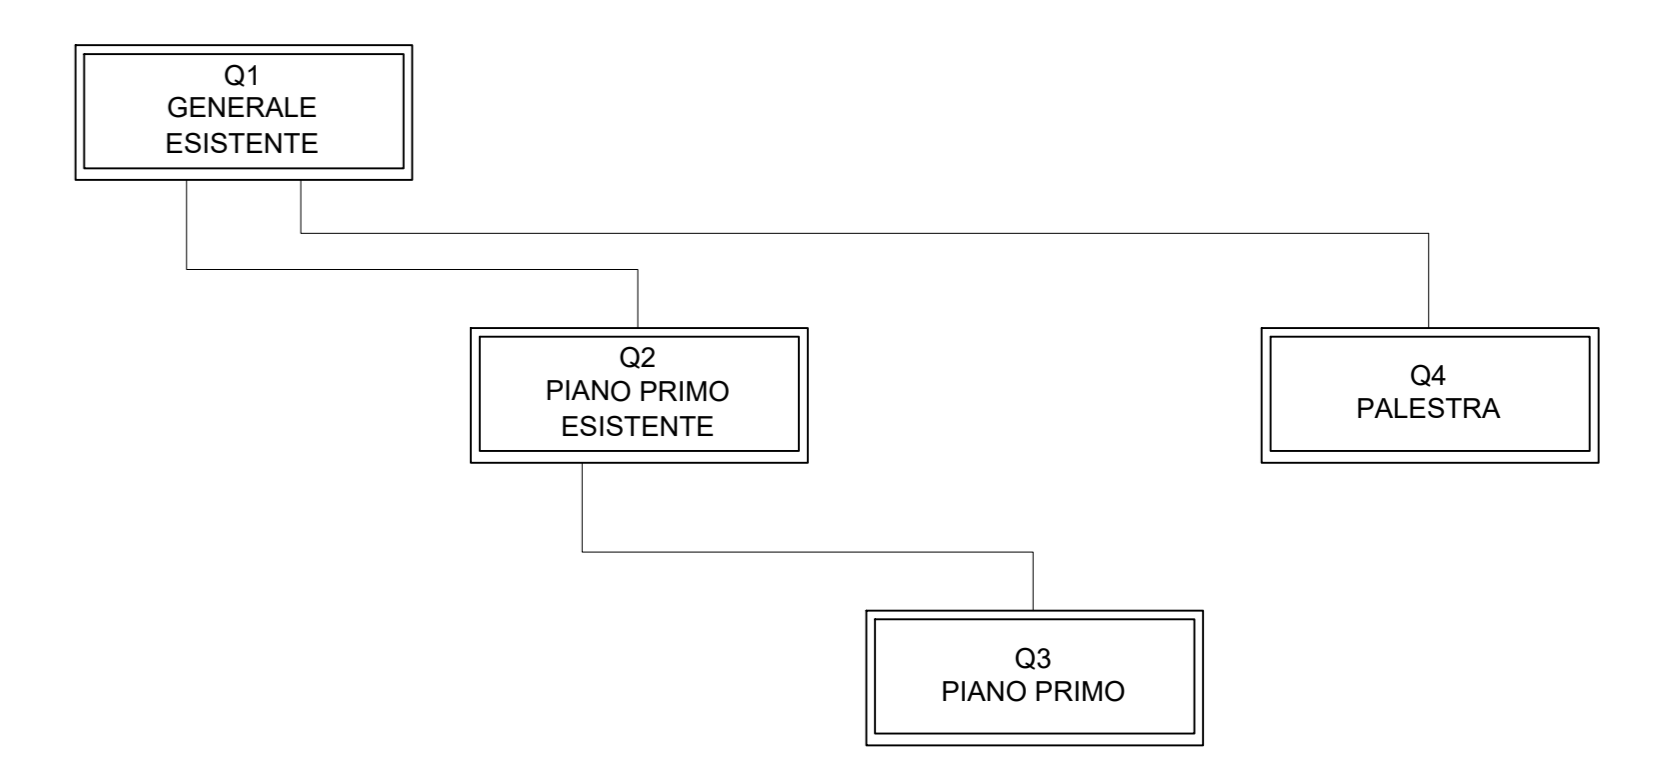 Q1
GENERALE
ESISTENTE
Q2
PIANO PRIMO
ESISTENTE
Q4
PALESTRA
Q3
PIANO PRIMO